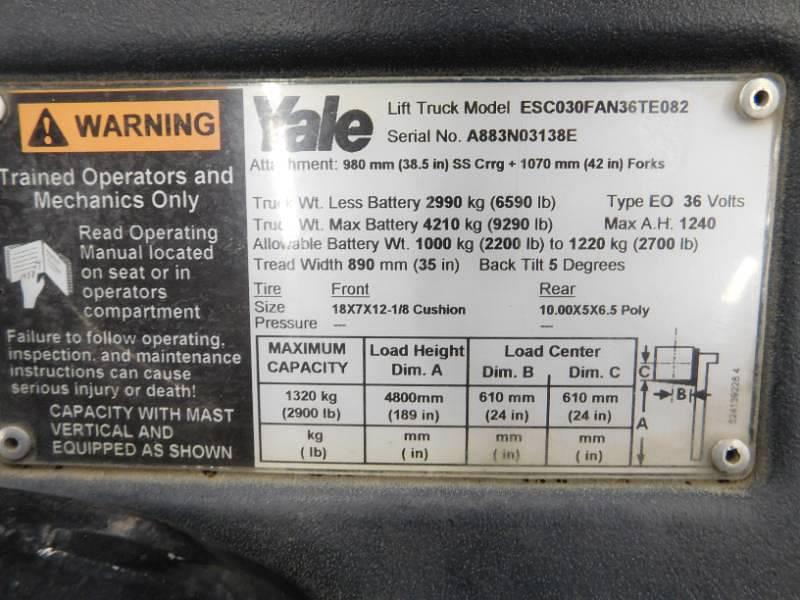 WARNING
Trained Operators and
Mechanics Only
Read Operating
Manual located
on seat or in
operators
compartment
Failure to follow operating,
inspection, and maintenance
instructions can cause
serious injury or death!
CAPACITY WITH MAST
VERTICAL AND
EQUIPPED AS SHOWN
Yale
Lift Truck Model ESC030FAN36TE082
Serial No. A883N03138E
Attachment: 980 mm (38.5 in) SS Crrg + 1070 mm (42 in) Forks
Truck Wt. Less Battery 2990 kg (6590 lb) Type EO 36 Volts
Truck Wt. Max Battery 4210 kg (9290 lb) Max A.H. 1240
Allowable Battery Wt. 1000 kg (2200 lb) to 1220 kg (2700 lb)
Tread Width 890 mm (35 in) Back Tilt 5 Degrees
Tire Front Rear
Size 18X7X12-1/8 Cushion 10.00X5X6.5 Poly
Pressure --- ---
MAXIMUM CAPACITY Load Height Dim. A Load Center Dim. B Dim. C
1320 kg 4800mm 610 mm 610 mm
(2900 lb) (189 in) (24 in) (24 in)
kg mm mm mm
( lb) ( in) ( in) ( in)
C
B
A
524139228 4